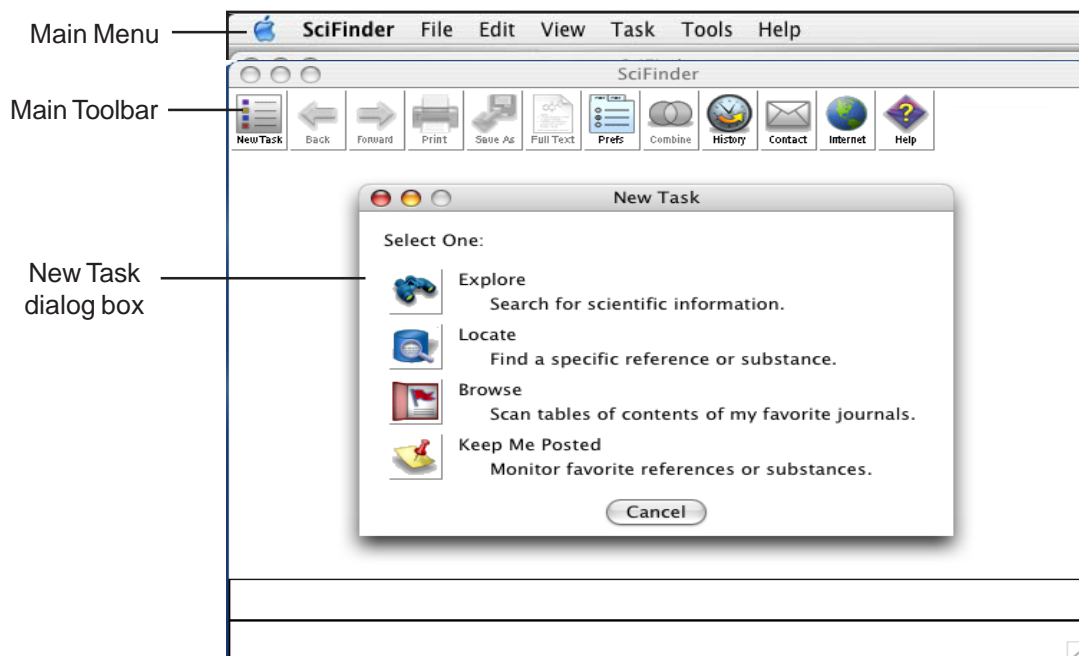 Main Menu
SciFinder File Edit View Task Tools Help
SciFinder
Main Toolbar
New Task Back Forward Print Save As Full Text Prefs Combine History Contact Internet Help
New Task
Select One:
New Task
dialog box
Explore
Search for scientific information.
Locate
Find a specific reference or substance.
Browse
Scan tables of contents of my favorite journals.
Keep Me Posted
Monitor favorite references or substances.
Cancel